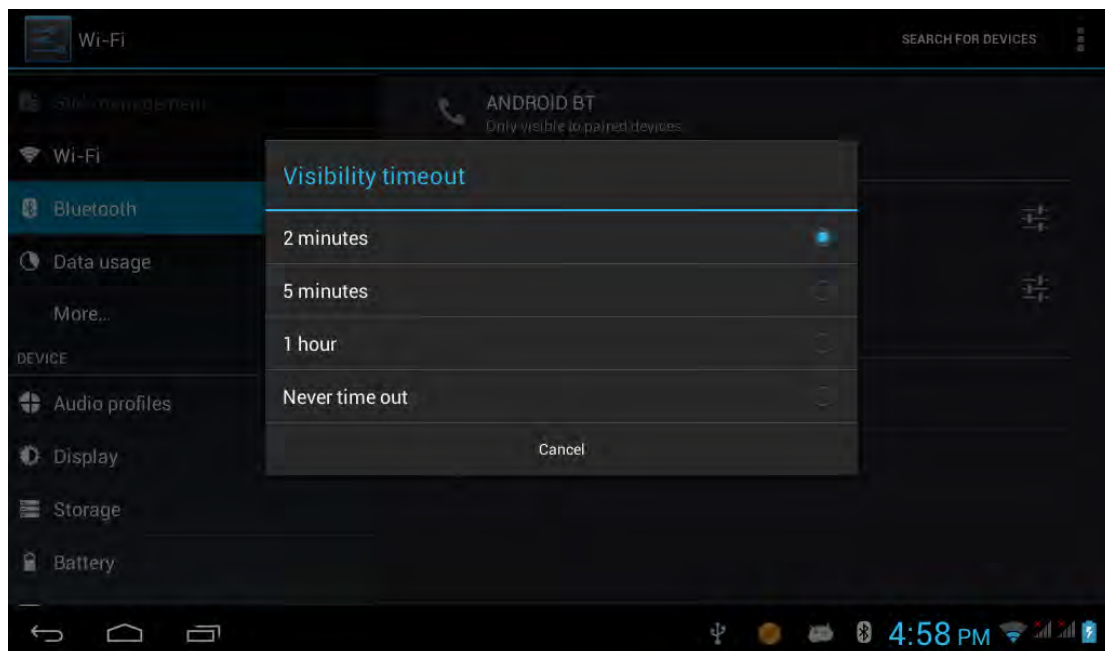 Wi-Fi
SEARCH FOR DEVICES
SIM management
ANDROID BT
Only visible to paired devices
Wi-Fi
Bluetooth
Data usage
More...
DEVICE
Audio profiles
Display
Storage
Battery
Visibility timeout
2 minutes
5 minutes
1 hour
Never time out
Cancel
4:58 PM